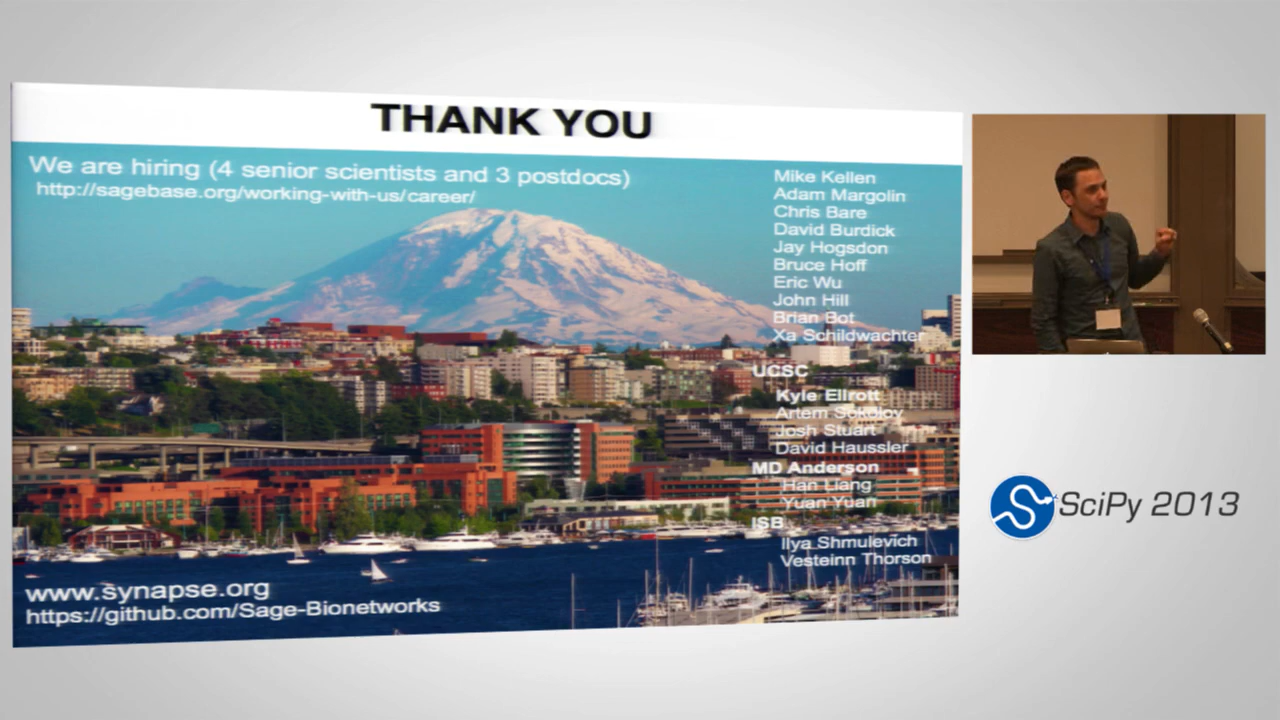 THANK YOU
We are hiring (4 senior scientists and 3 postdocs)
http://sagebase.org/working-with-us/career/
Mike Kellen
Adam Margolin
Chris Bare
David Burdick
Jay Hogsdon
Bruce Hoff
Eric Wu
John Hill
Brian Bot
Xa Schildwachter
UCSC
Kyle Ellrott
Artem Sokolov
Josh Stuart
David Haussler
MD Anderson
Han Liang
Yuan Yuan
ISB
Ilya Shmulevich
Vesteinn Thorson
www.synapse.org
https://github.com/Sage-Bionetworks
SciPy 2013